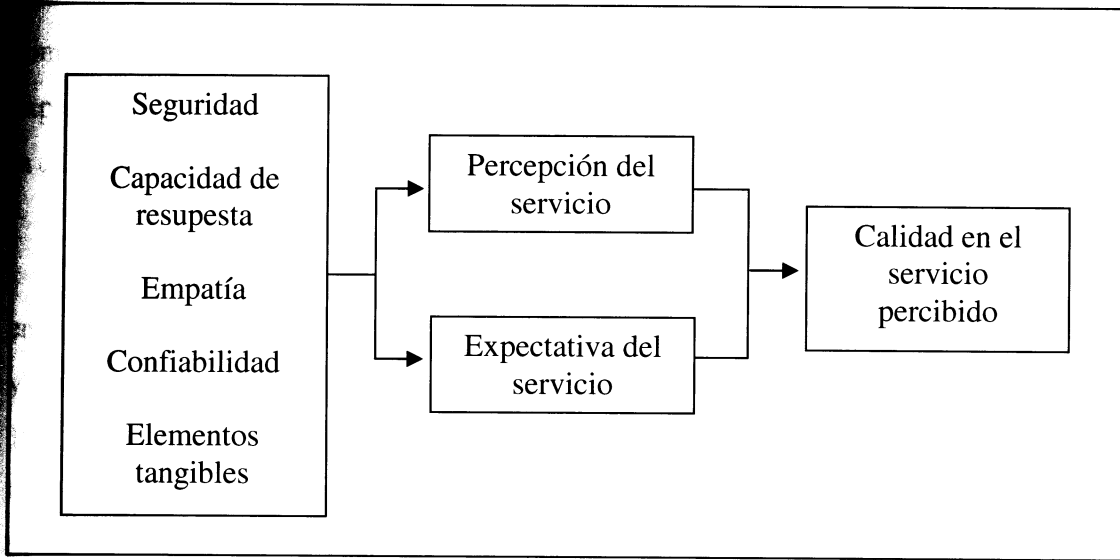 Seguridad
Capacidad de
resupesta
Empatía
Confiabilidad
Elementos
tangibles
Percepción del
servicio
Expectativa del
servicio
Calidad en el
servicio
percibido